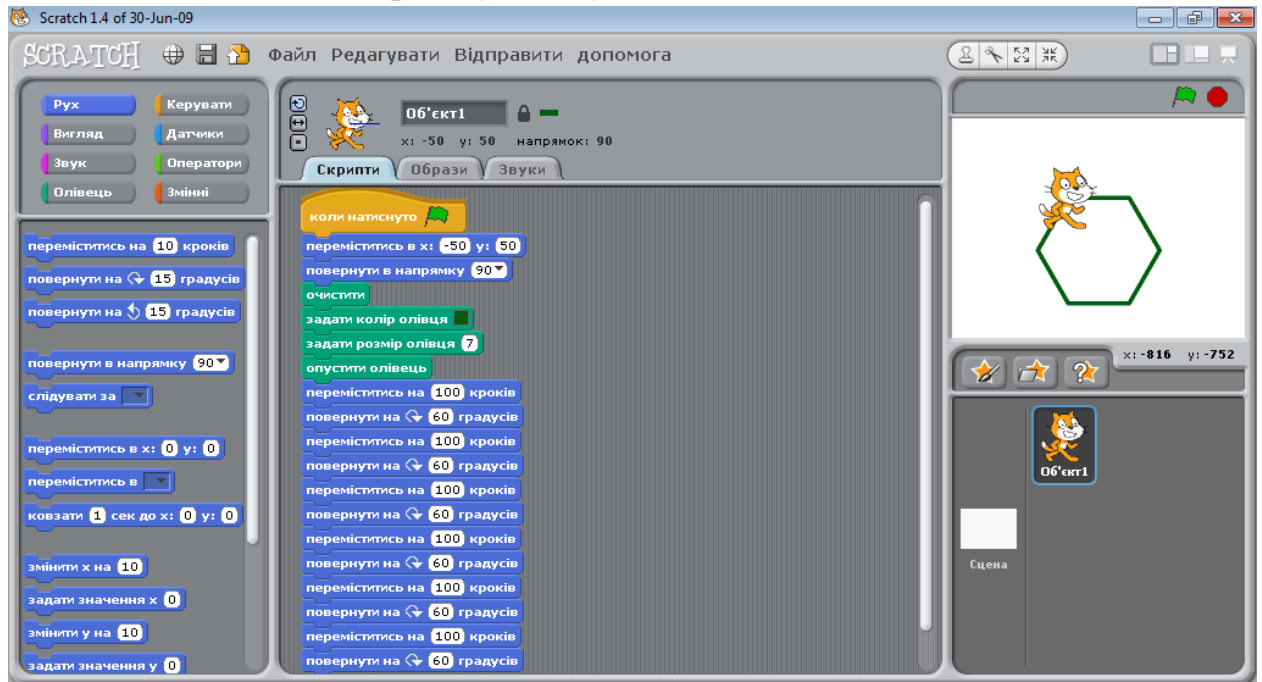 Scratch 1.4 of 30-Jun-09
SCRATCH Файл Редагувати Відправити допомога
Рух Керувати
Вигляд Датчики
Звук Оператори
Олівець Змінні
переміститись на 10 кроків
повернути на 15 градусів
повернути на 15 градусів
повернути в напрямку 90
слідувати за
переміститись в x: 0 y: 0
переміститись в
ковзати 1 сек до x: 0 y: 0
змінити x на 10
задати значення x 0
змінити y на 10
задати значення y 0
Об'єкт1
x: -50 y: 50 напрямок: 90
Скрипти Образи Звуки
коли натиснуто
переміститись в x: -50 y: 50
повернути в напрямку 90
очистити
задати колір олівця
задати розмір олівця 7
опустити олівець
переміститись на 100 кроків
повернути на 60 градусів
переміститись на 100 кроків
повернути на 60 градусів
переміститись на 100 кроків
повернути на 60 градусів
переміститись на 100 кроків
повернути на 60 градусів
переміститись на 100 кроків
повернути на 60 градусів
переміститись на 100 кроків
повернути на 60 градусів
x: -816 y: -752
Об'єкт1
Сцена